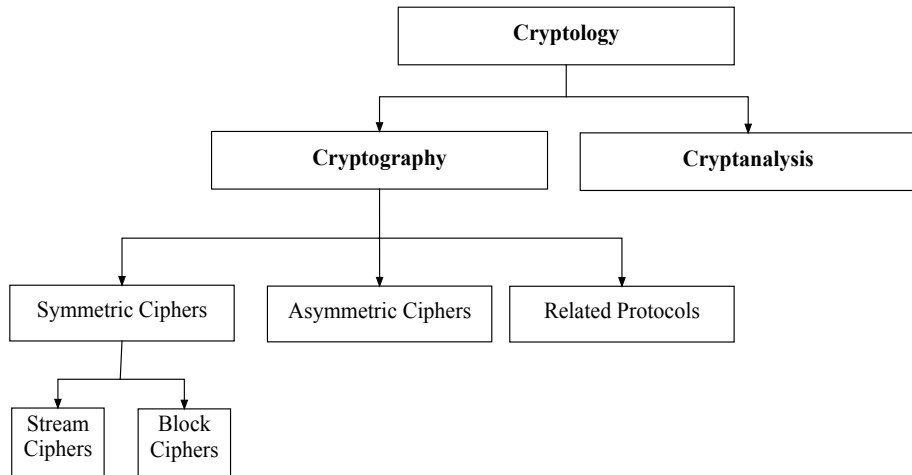 Cryptology
Cryptography
Cryptanalysis
Symmetric Ciphers
Asymmetric Ciphers
Related Protocols
Stream
Ciphers
Block
Ciphers